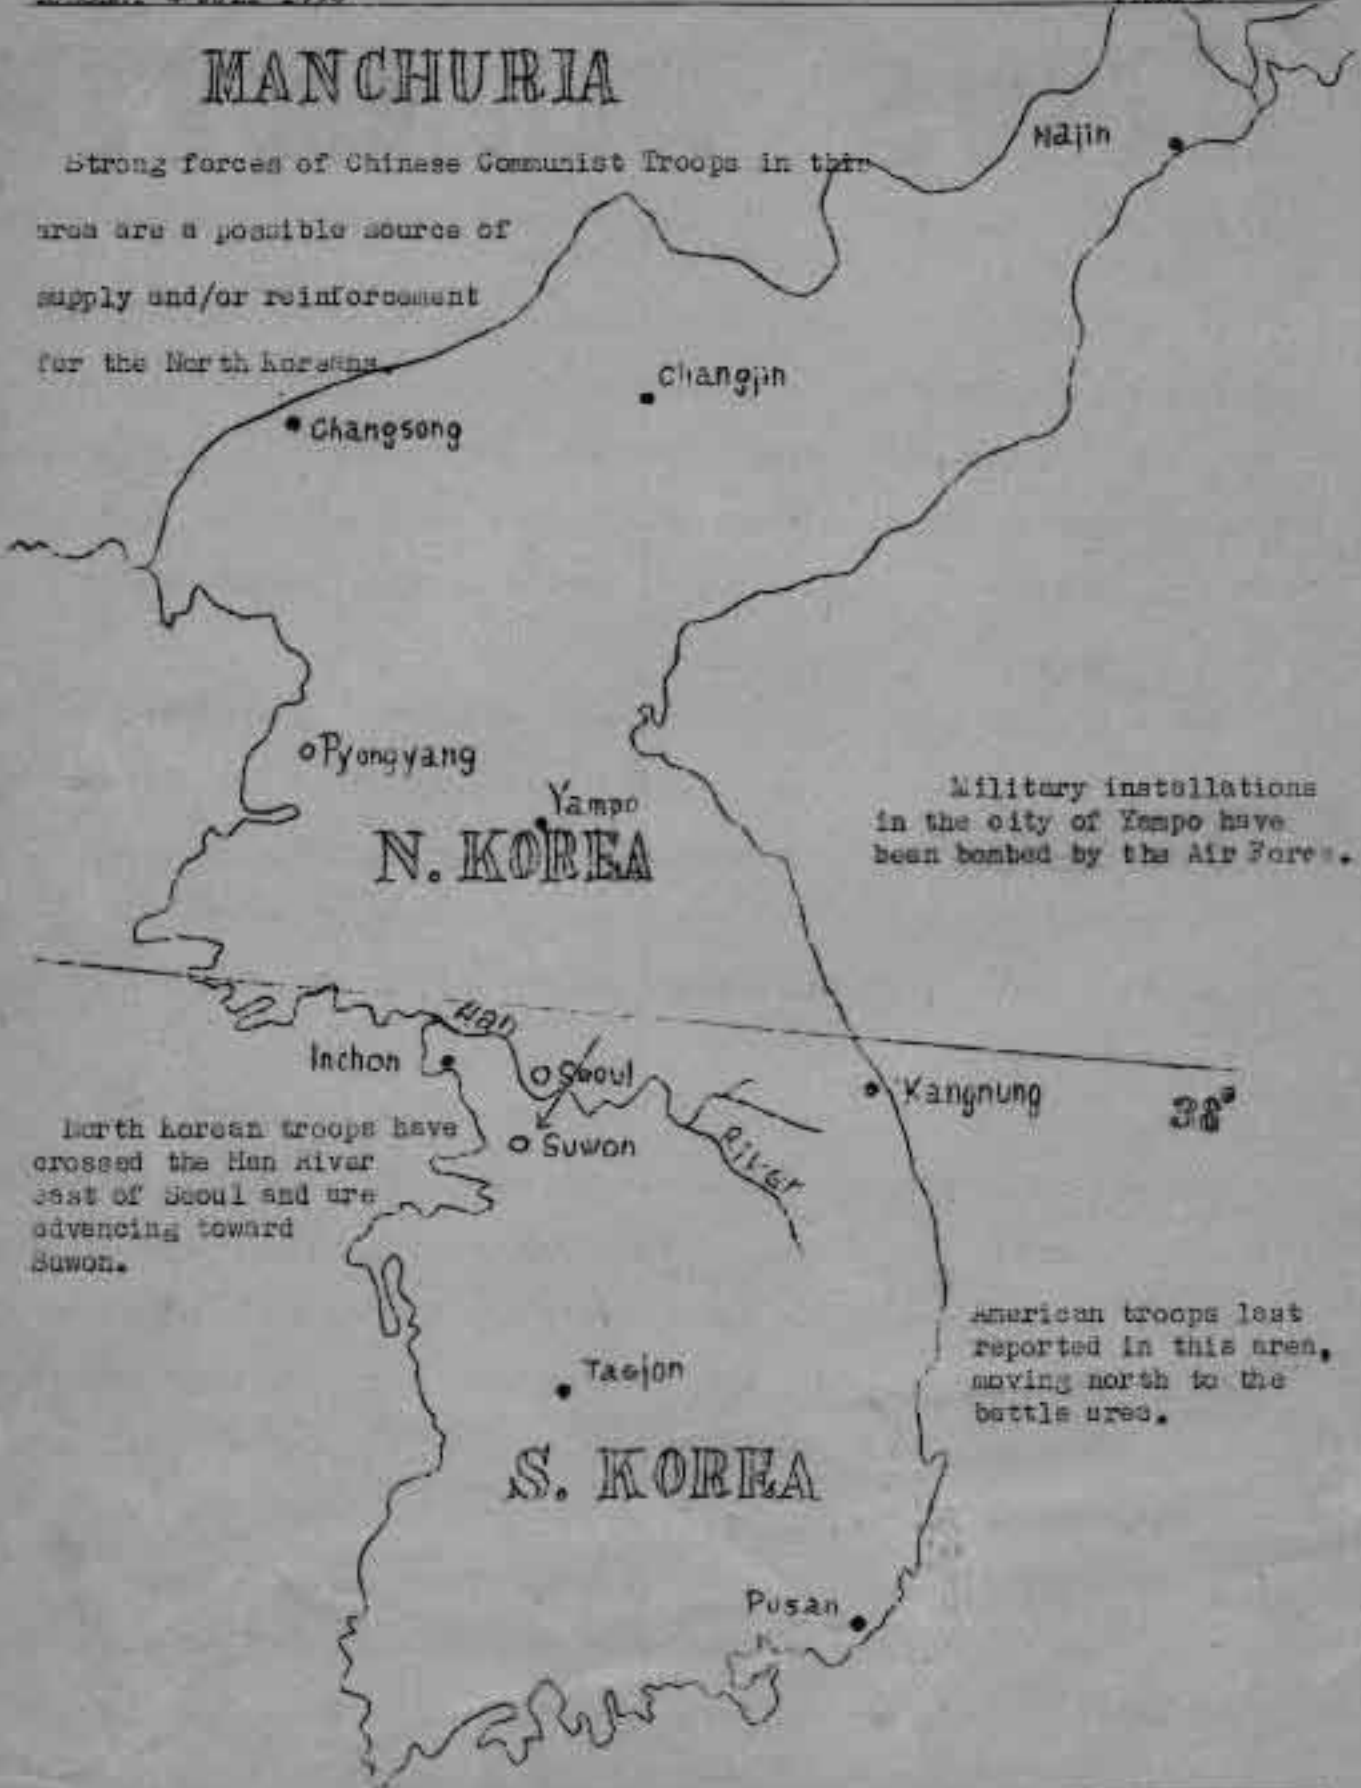 JULY
MANCHURIA
Strong forces of Chinese Communist Troops in this
area are a possible source of
supply and/or reinforcement
for the North Koreans.
Najin
Changjin
Changsong
Pyongyang
Yampo
N. KOREA
Military installations
in the city of Yampo have
been bombed by the Air Force.
Han
Inchon
Seoul
Kangnung
38°
Suwon
River
North Korean troops have
crossed the Han River
east of Seoul and are
advancing toward
Suwon.
American troops last
reported in this area,
moving north to the
battle area.
Taejon
S. KOREA
Pusan